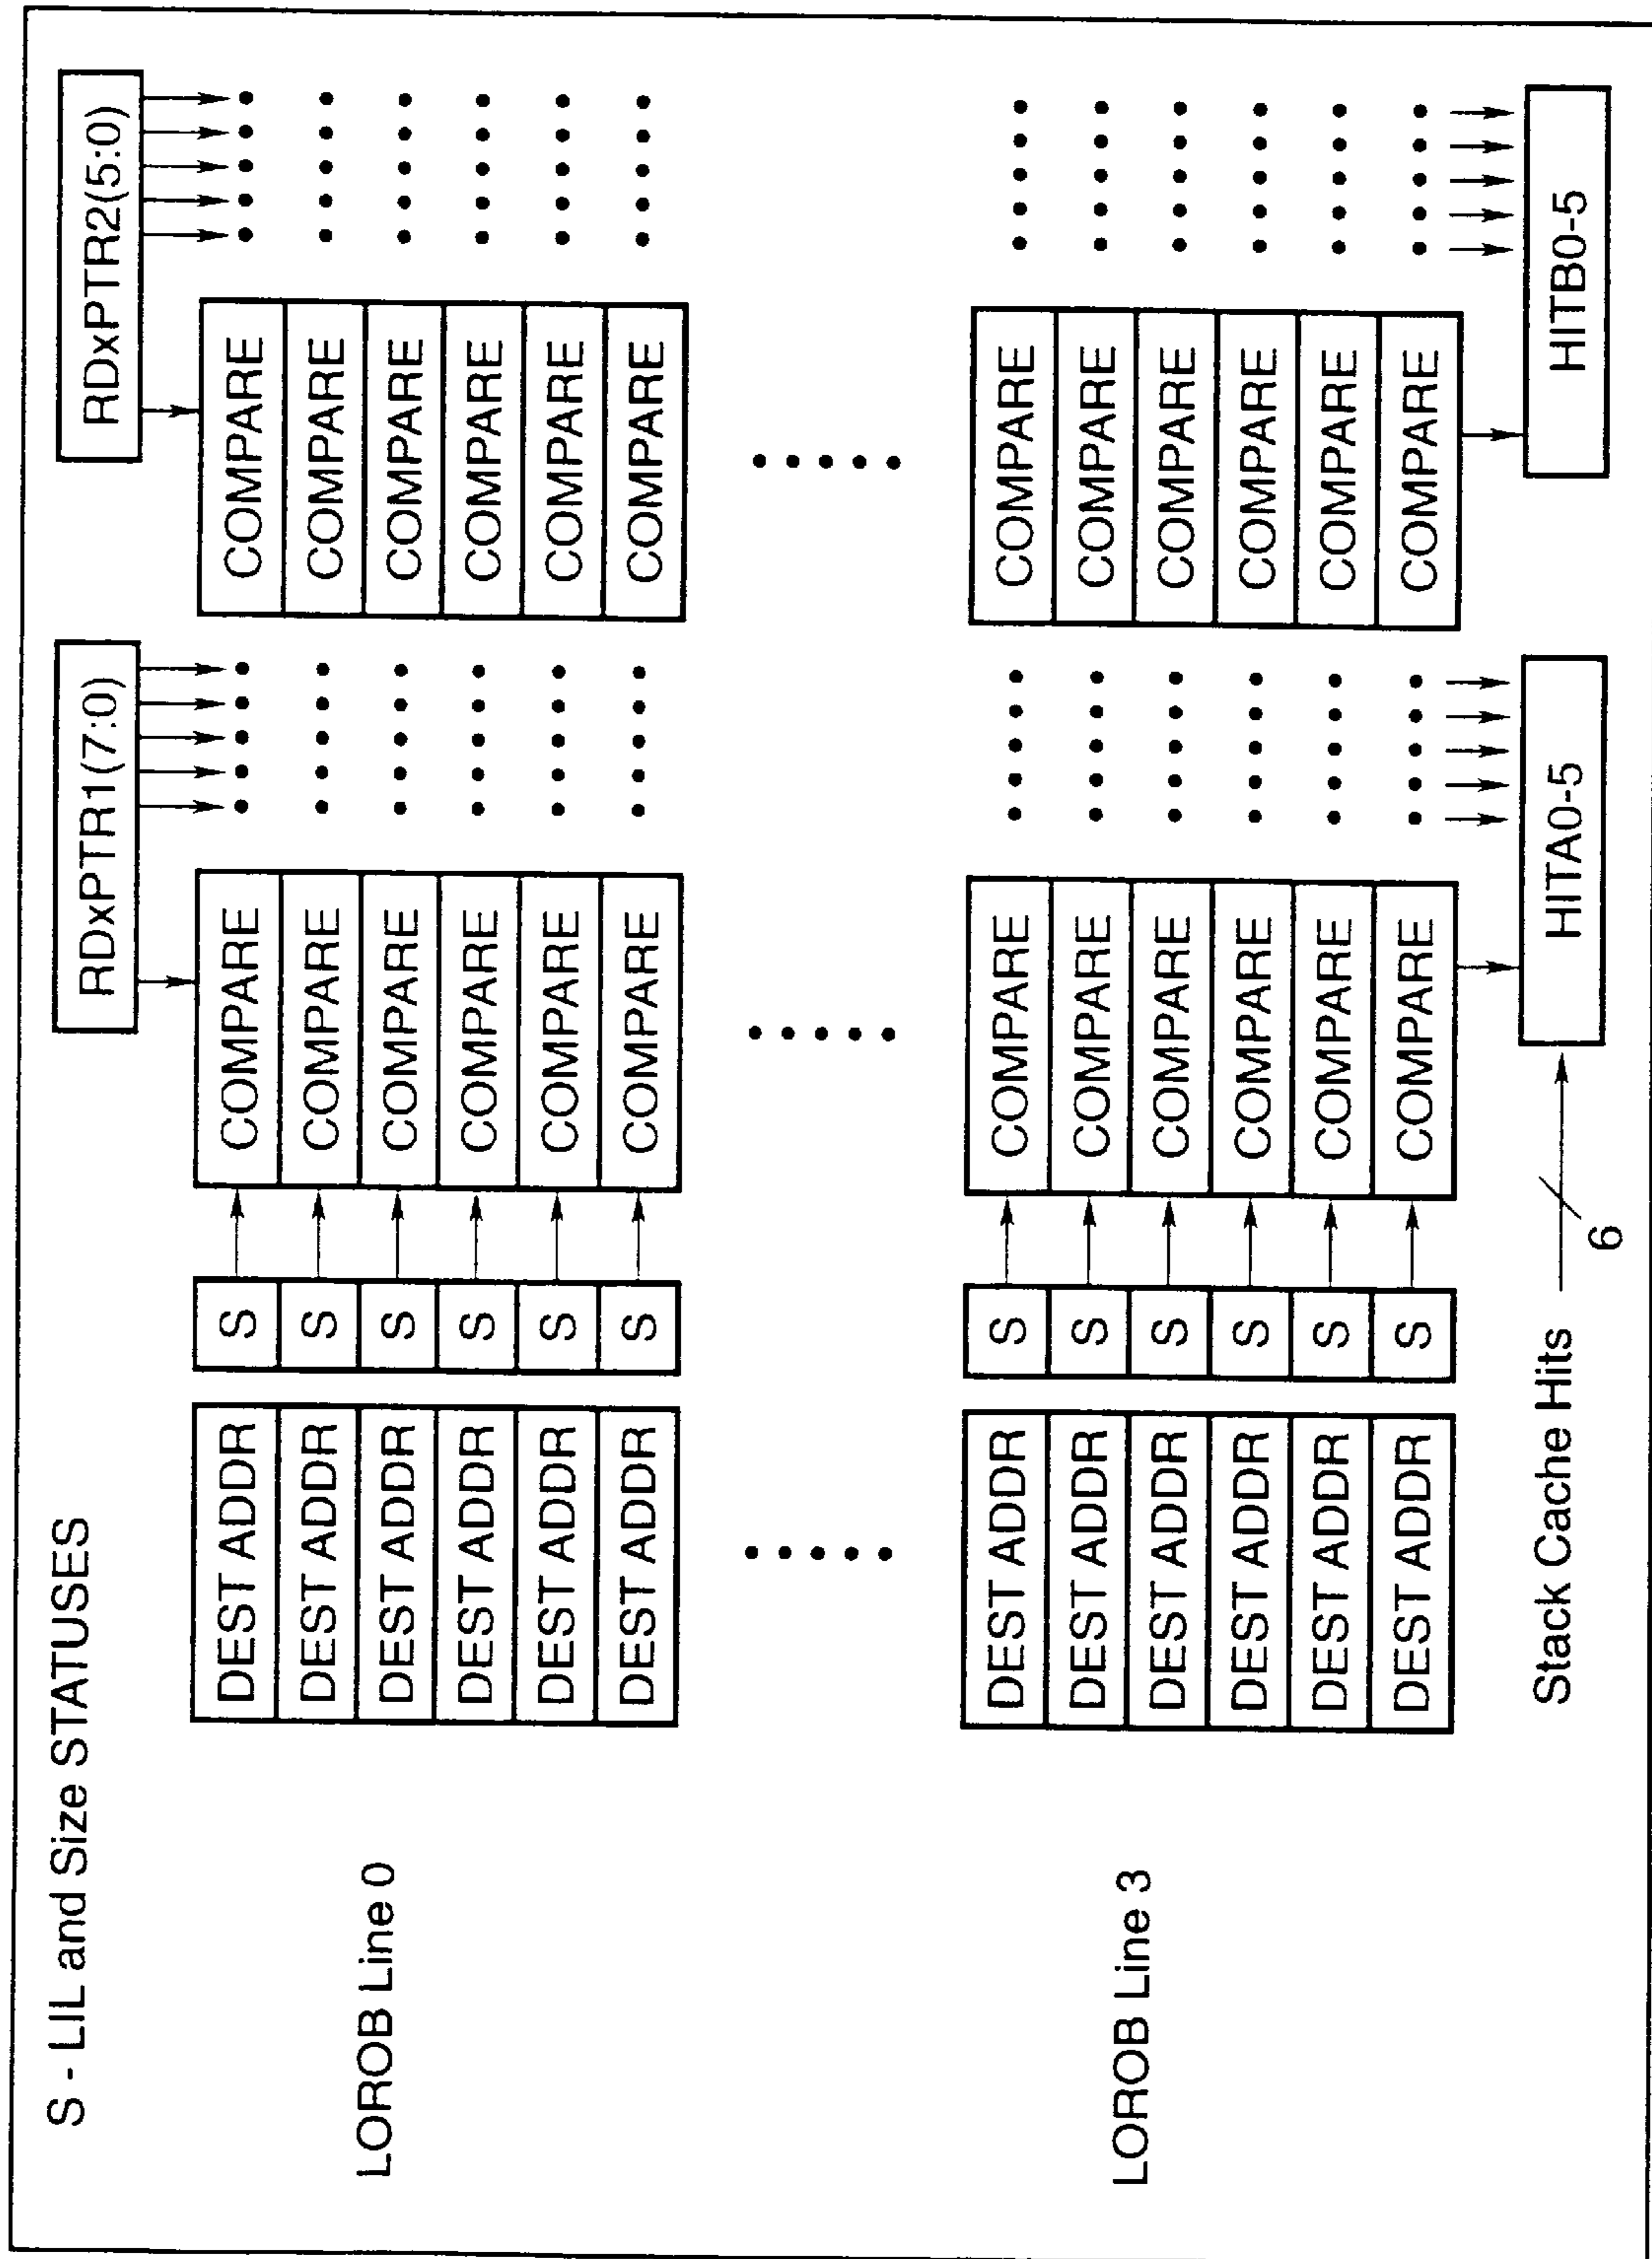 S - LIL and Size STATUSES
RDxPTR1(7:0)
RDxPTR2(5:0)
LOROB Line 0
DEST ADDR S COMPARE COMPARE
DEST ADDR S COMPARE COMPARE
DEST ADDR S COMPARE COMPARE
DEST ADDR S COMPARE COMPARE
DEST ADDR S COMPARE COMPARE
DEST ADDR S COMPARE COMPARE
LOROB Line 3
DEST ADDR S COMPARE COMPARE
DEST ADDR S COMPARE COMPARE
DEST ADDR S COMPARE COMPARE
DEST ADDR S COMPARE COMPARE
DEST ADDR S COMPARE COMPARE
DEST ADDR S COMPARE COMPARE
Stack Cache Hits
6
HITA0-5
HITB0-5